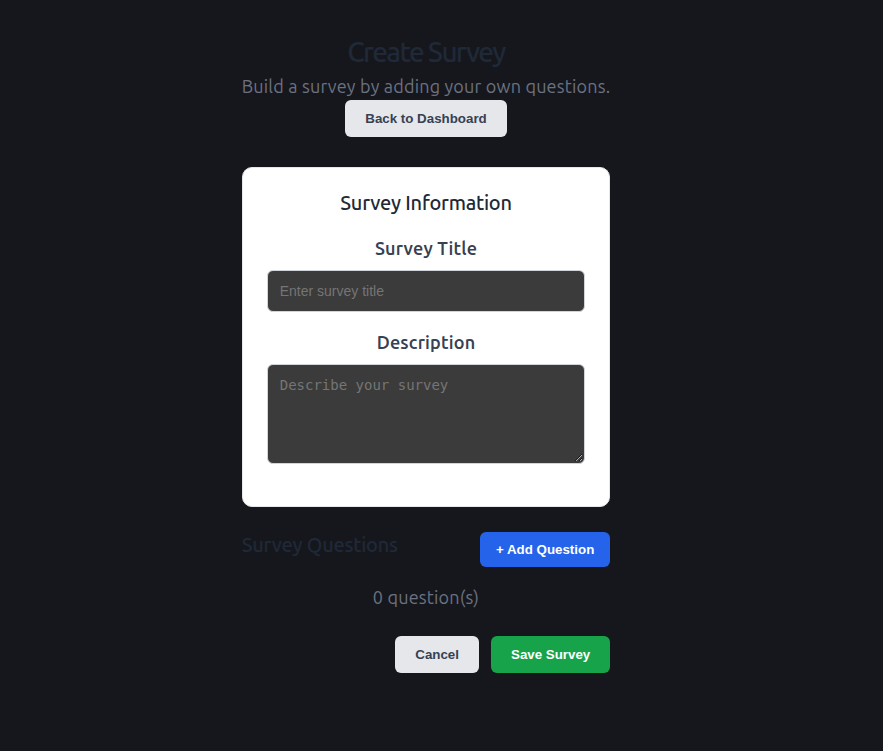 Create Survey
Build a survey by adding your own questions.
Back to Dashboard
Survey Information
Survey Title
Enter survey title
Description
Describe your survey
Survey Questions
+ Add Question
0 question(s)
Cancel
Save Survey